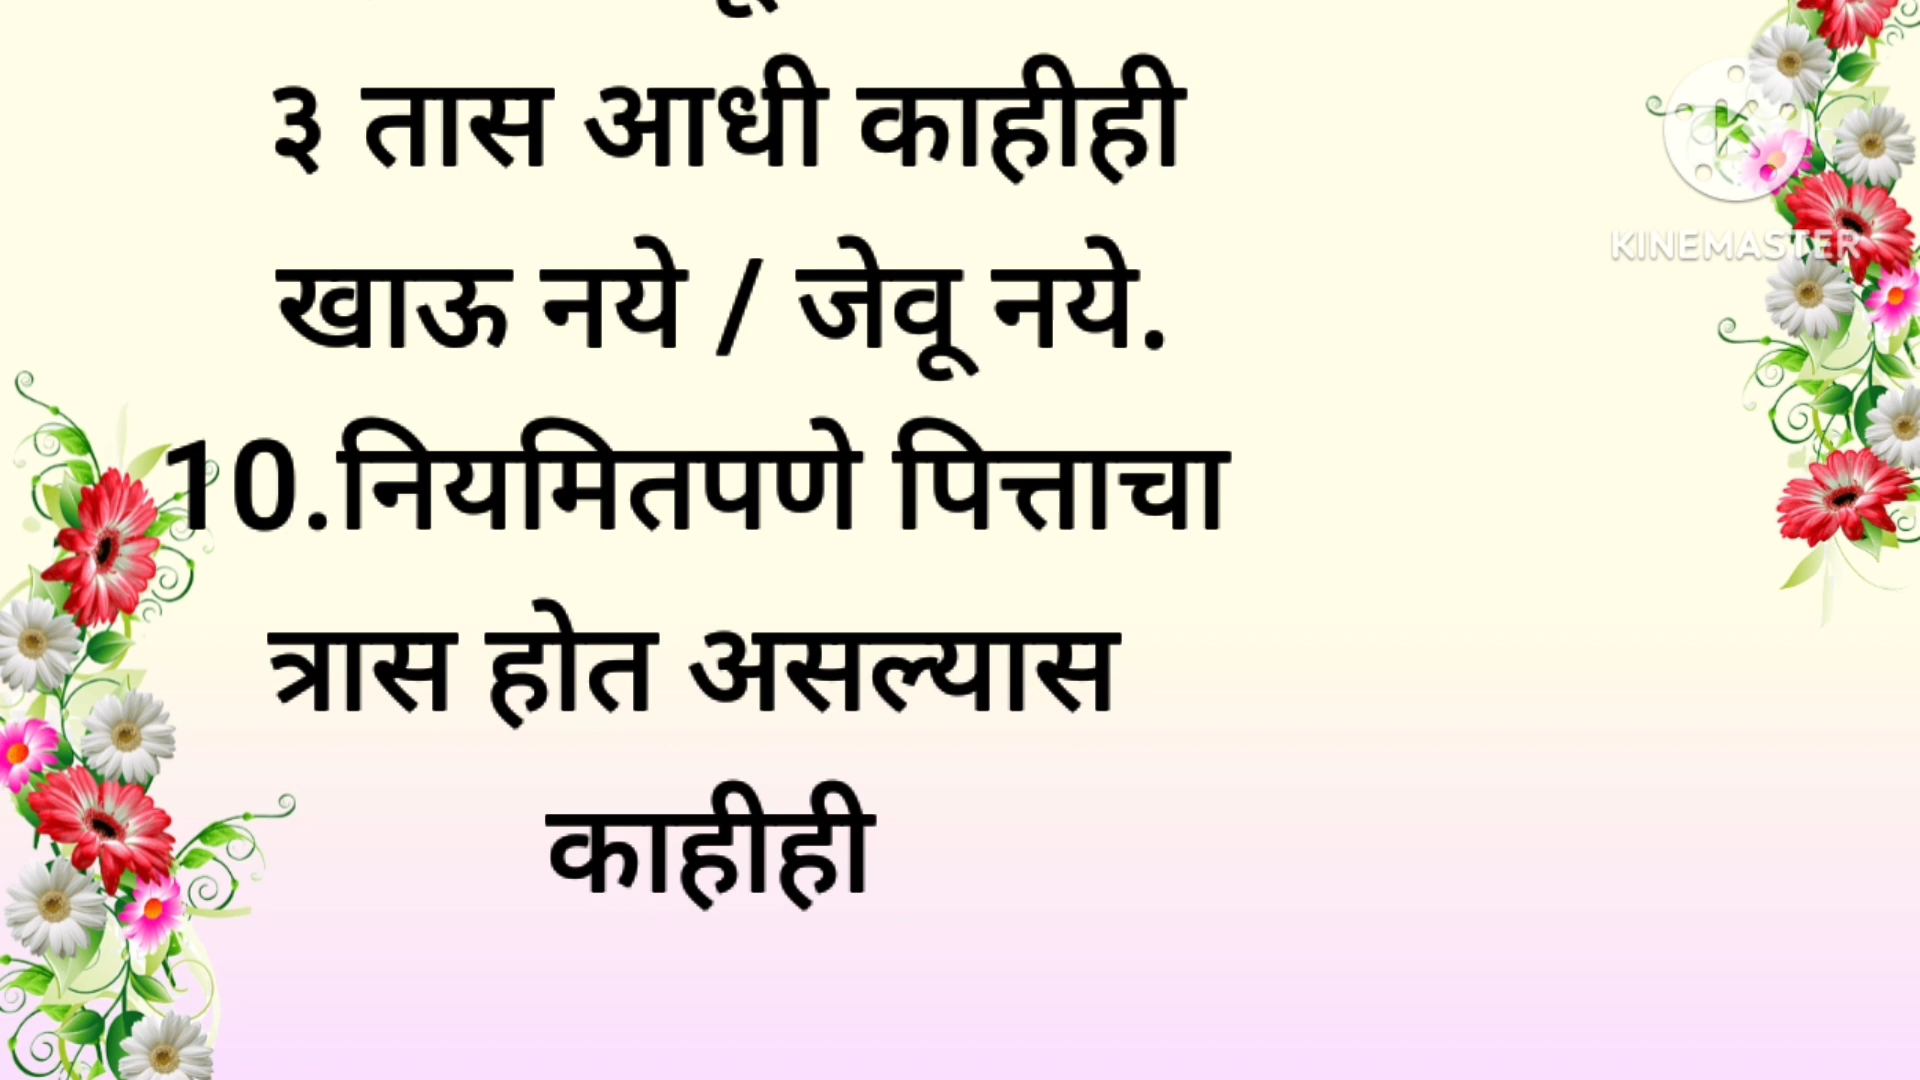 ३ तास आधी काहीही
खाऊ नये / जेवू नये.
10.नियमितपणे पित्ताचा
त्रास होत असल्यास
काहीही
KINEMASTER